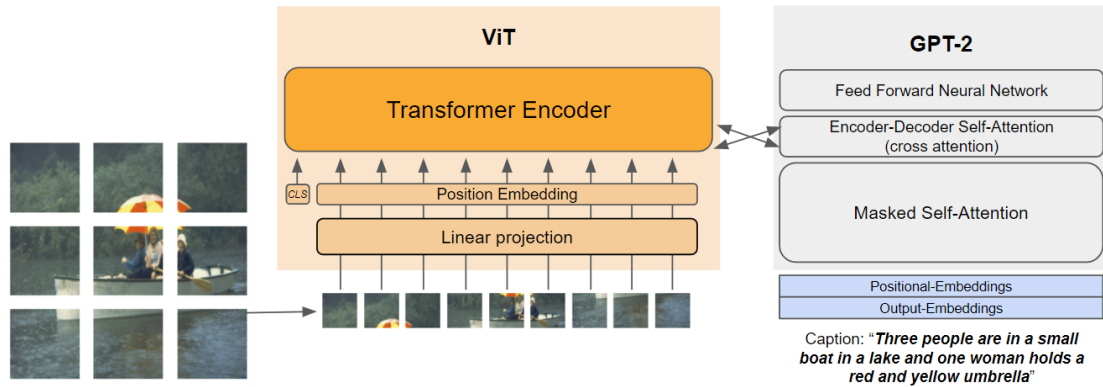 ViT
Transformer Encoder
CLS
Position Embedding
Linear projection
GPT-2
Feed Forward Neural Network
Encoder-Decoder Self-Attention
(cross attention)
Masked Self-Attention
Positional-Embeddings
Output-Embeddings
Caption: “Three people are in a small
boat in a lake and one woman holds a
red and yellow umbrella”